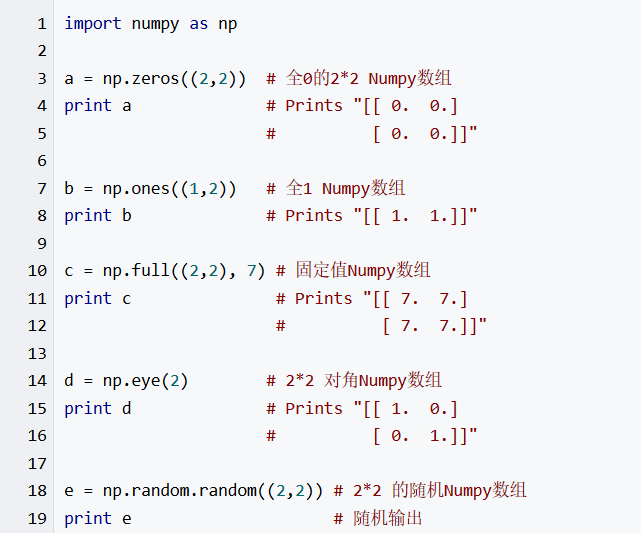 1 import numpy as np
2
3 a = np.zeros((2,2))  # 全0的2*2 Numpy数组
4 print a              # Prints "[[ 0.  0.]
5                      #          [ 0.  0.]]"
6
7 b = np.ones((1,2))   # 全1 Numpy数组
8 print b              # Prints "[[ 1.  1.]]"
9
10 c = np.full((2,2), 7) # 固定值Numpy数组
11 print c               # Prints "[[ 7.  7.]
12                       #          [ 7.  7.]]"
13
14 d = np.eye(2)        # 2*2 对角Numpy数组
15 print d              # Prints "[[ 1.  0.]
16                      #          [ 0.  1.]]"
17
18 e = np.random.random((2,2)) # 2*2 的随机Numpy数组
19 print e                     # 随机输出